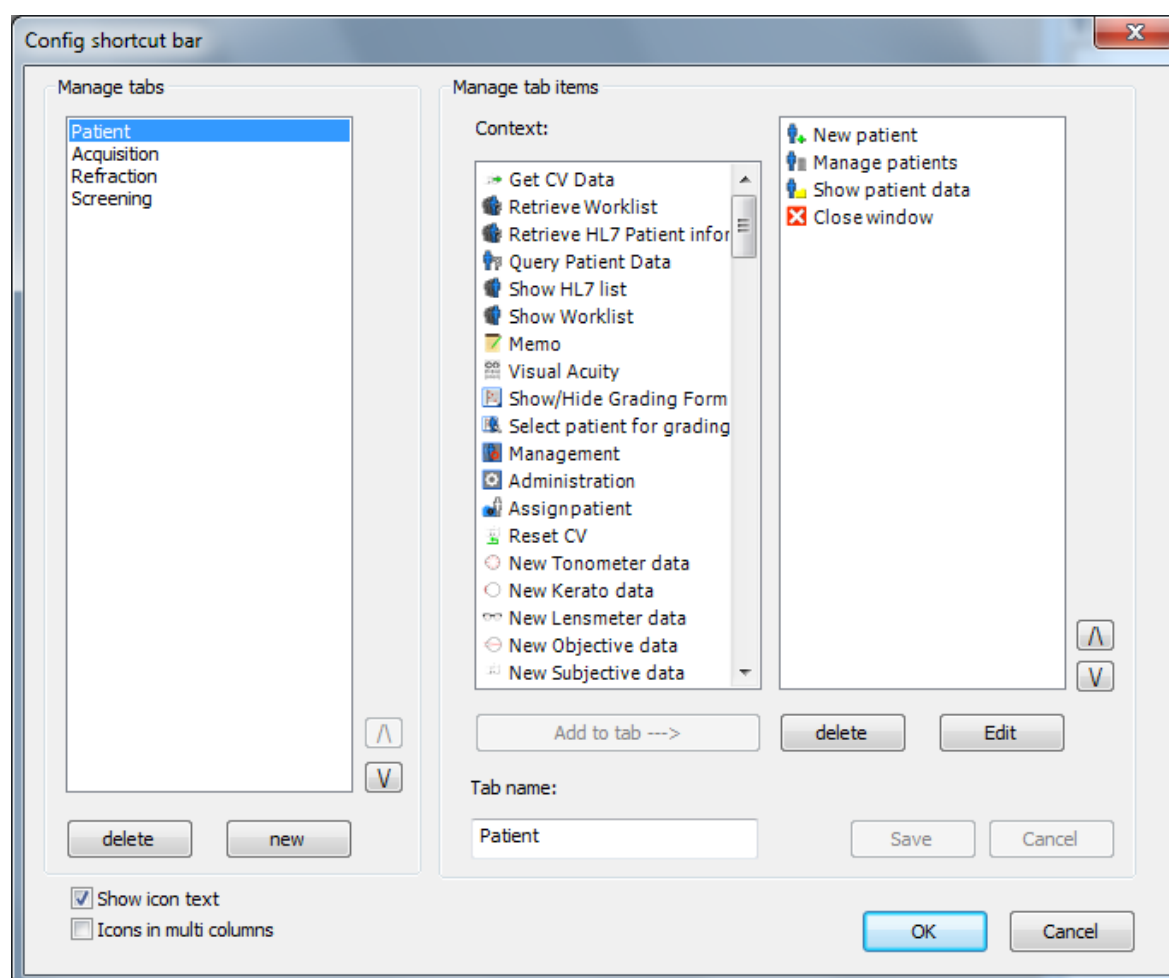 Config shortcut bar
Manage tabs
Patient
Acquisition
Refraction
Screening
/\
V
delete
new
Manage tab items
Context:
Get CV Data
Retrieve Worklist
Retrieve HL7 Patient infor
Query Patient Data
Show HL7 list
Show Worklist
Memo
Visual Acuity
Show/Hide Grading Form
Select patient for grading
Management
Administration
Assign patient
Reset CV
New Tonometer data
New Kerato data
New Lensmeter data
New Objective data
New Subjective data
New patient
Manage patients
Show patient data
Close window
/\
V
Add to tab --->
delete
Edit
Tab name:
Patient
Save
Cancel
Show icon text
Icons in multi columns
OK
Cancel